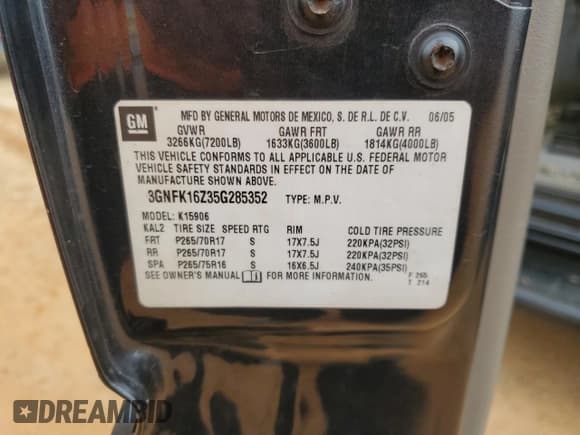 GM
MFD BY GENERAL MOTORS DE MEXICO, S. DE R.L. DE C.V. 06/05
GVWR GAWR FRT GAWR RR
3266KG(7200LB) 1633KG(3600LB) 1814KG(4000LB)
THIS VEHICLE CONFORMS TO ALL APPLICABLE U.S. FEDERAL MOTOR
VEHICLE SAFETY STANDARDS IN EFFECT ON THE DATE OF
MANUFACTURE SHOWN ABOVE.
3GNFK16Z35G285352 TYPE: M.P.V.
MODEL: K15906
KAL2 TIRE SIZE SPEED RTG RIM COLD TIRE PRESSURE
FRT P265/70R17 S 17X7.5J 220KPA(32PSI)
RR P265/70R17 S 17X7.5J 220KPA(32PSI)
SPA P265/75R16 S 16X6.5J 240KPA(35PSI)
SEE OWNER'S MANUAL FOR MORE INFORMATION.
F 265
T 214
DREAMBID